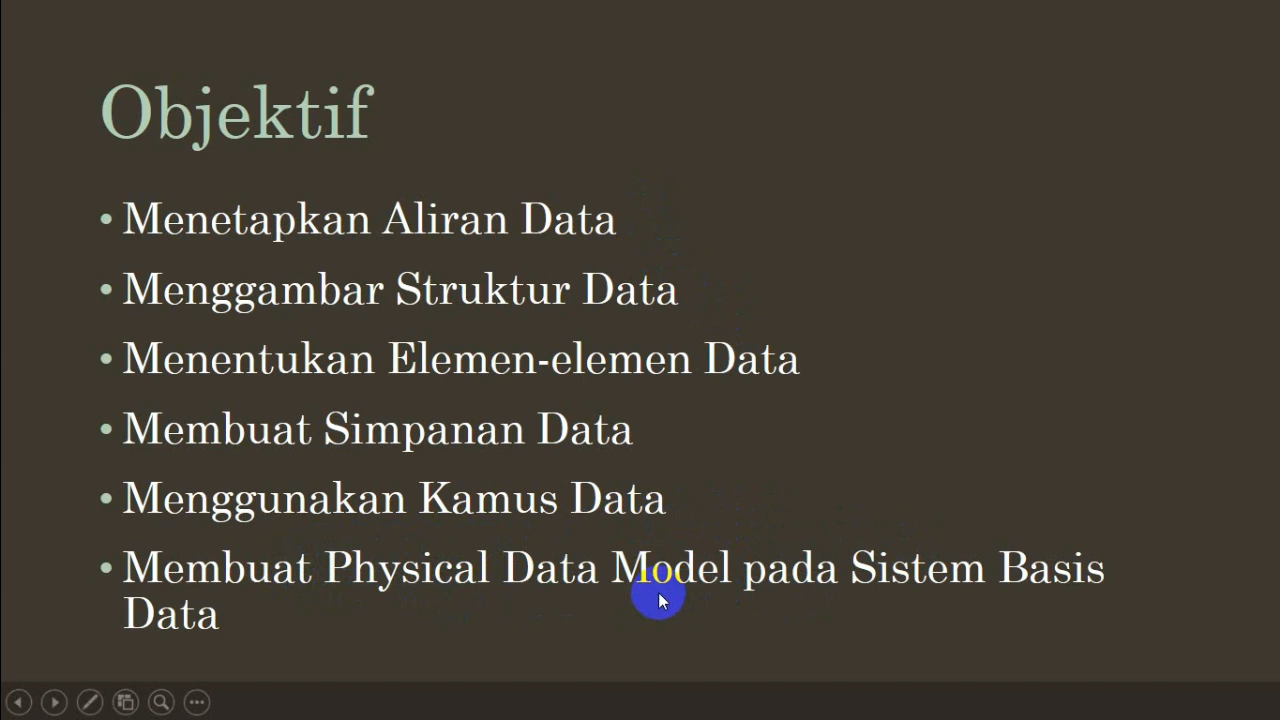 Objektif
• Menetapkan Aliran Data
• Menggambar Struktur Data
• Menentukan Elemen-elemen Data
• Membuat Simpanan Data
• Menggunakan Kamus Data
• Membuat Physical Data Model pada Sistem Basis
Data